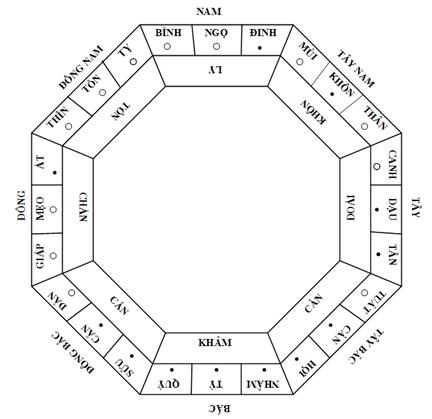 NAM
BÍNH NGỌ ĐINH
LY
TÂY NAM
MÙI KHÔN THÂN
KHÔN
TÂY
CANH DẬU TÂN
ĐOÀI
TÂY BẮC
TUẤT CÀN HỢI
CÀN
BẮC
NHÂM TÝ QUÝ
KHẢM
ĐÔNG BẮC
SỬU CẤN DẦN
CẤN
ĐÔNG
GIÁP MẸO ẤT
CHẤN
ĐÔNG NAM
THÌN TỐN TỴ
TỐN